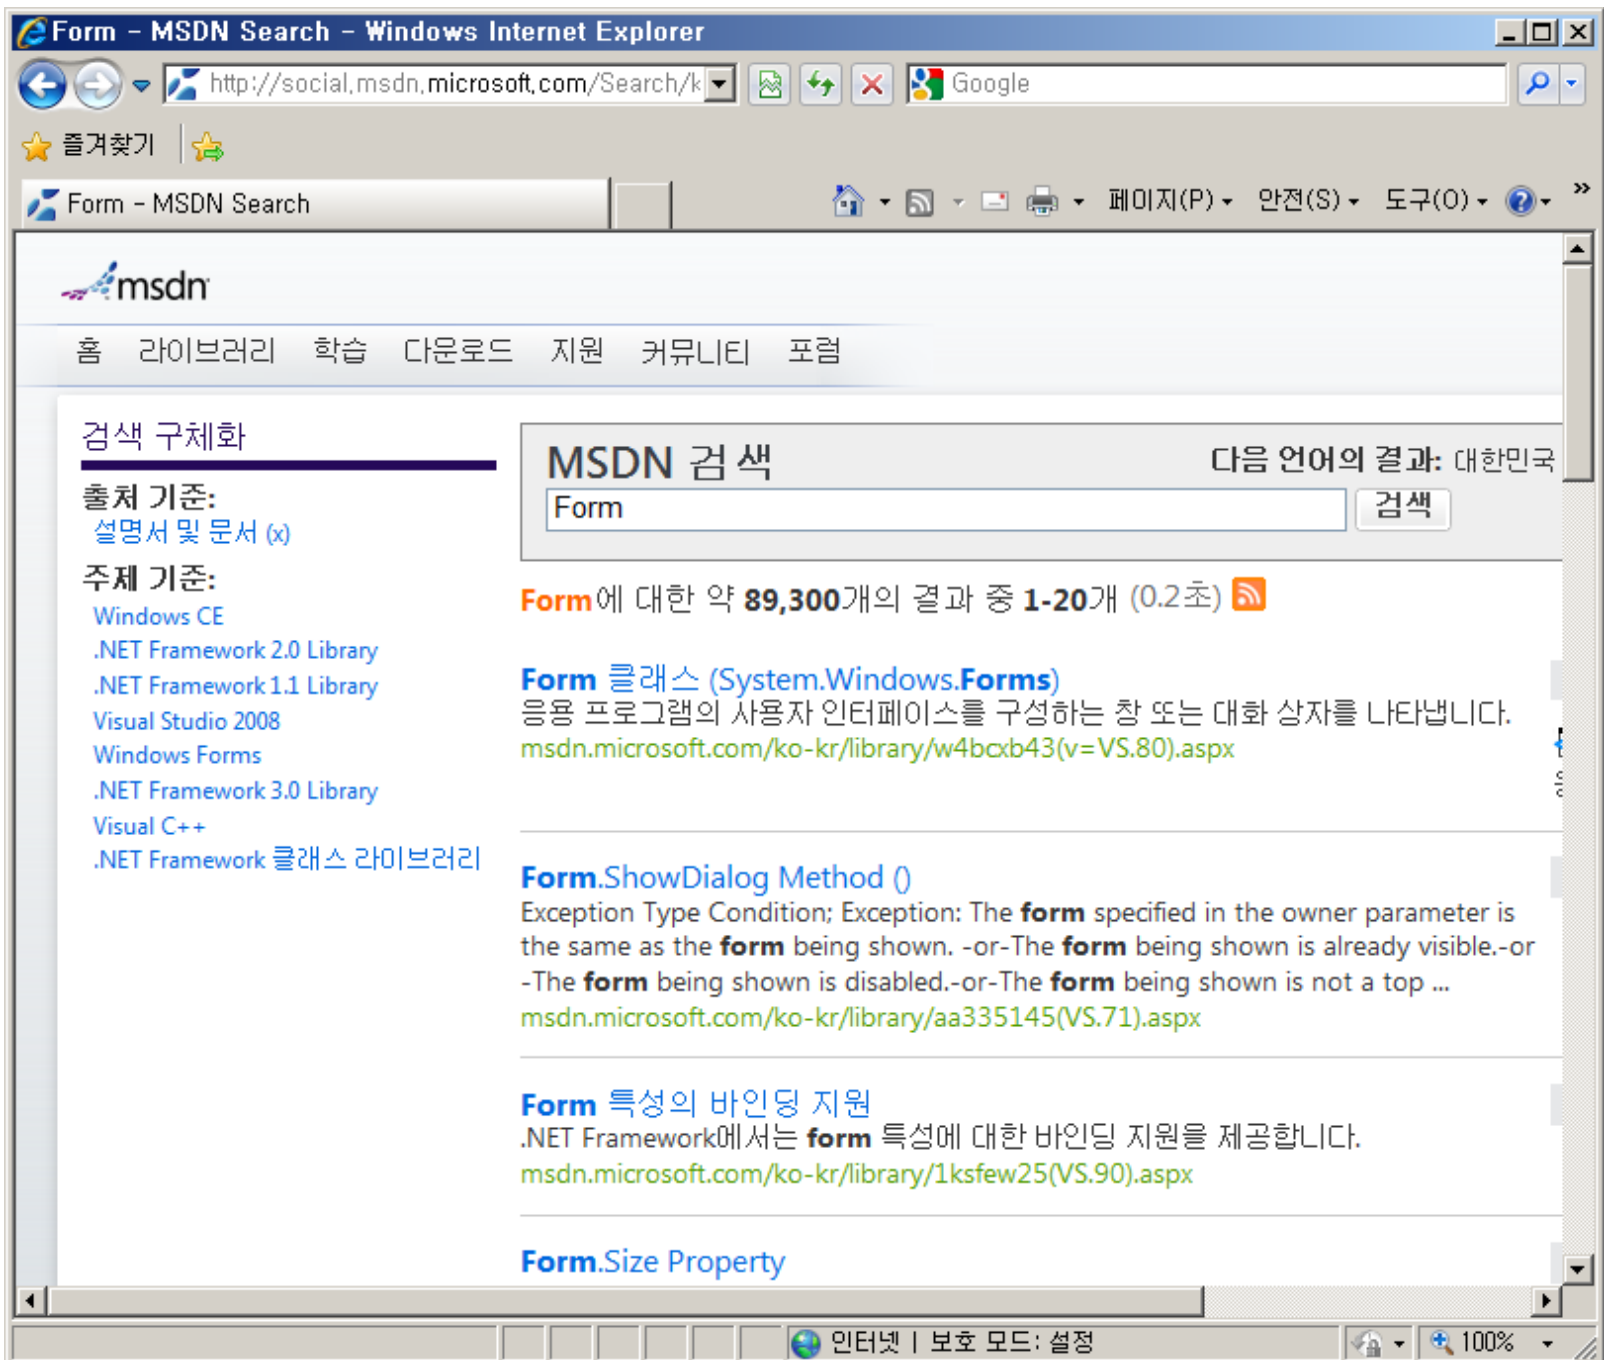 Form - MSDN Search - Windows Internet Explorer
http://social.msdn.microsoft.com/Search/k
Google
즐겨찾기
Form - MSDN Search
페이지(P) 안전(S) 도구(O) »
msdn
홈 라이브러리 학습 다운로드 지원 커뮤니티 포럼
검색 구체화
출처 기준:
설명서 및 문서 (x)
주제 기준:
Windows CE
.NET Framework 2.0 Library
.NET Framework 1.1 Library
Visual Studio 2008
Windows Forms
.NET Framework 3.0 Library
Visual C++
.NET Framework 클래스 라이브러리
MSDN 검색
다음 언어의 결과: 대한민국
Form
검색
Form에 대한 약 89,300개의 결과 중 1-20개 (0.2초)
Form 클래스 (System.Windows.Forms)
응용 프로그램의 사용자 인터페이스를 구성하는 창 또는 대화 상자를 나타냅니다.
msdn.microsoft.com/ko-kr/library/w4bcxb43(v=VS.80).aspx
Form.ShowDialog Method ()
Exception Type Condition; Exception: The form specified in the owner parameter is
the same as the form being shown. -or-The form being shown is already visible.-or
-The form being shown is disabled.-or-The form being shown is not a top ...
msdn.microsoft.com/ko-kr/library/aa335145(VS.71).aspx
Form 특성의 바인딩 지원
.NET Framework에서는 form 특성에 대한 바인딩 지원을 제공합니다.
msdn.microsoft.com/ko-kr/library/1ksfew25(VS.90).aspx
Form.Size Property
인터넷 | 보호 모드: 설정
100%